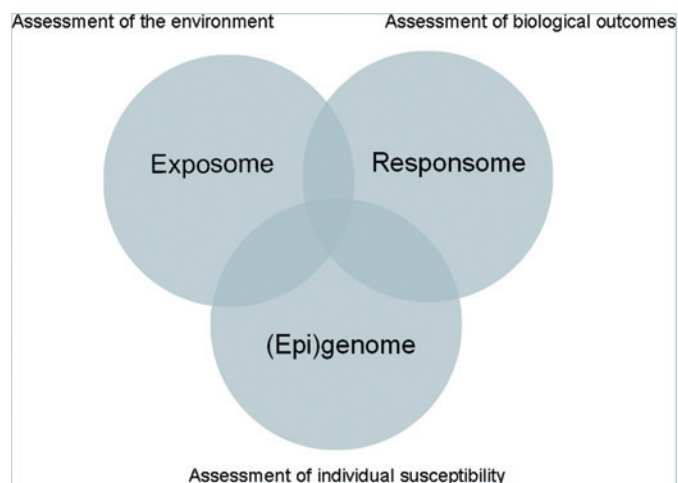 Assessment of the environment
Assessment of biological outcomes
Exposome
Responsome
(Epi)genome
Assessment of individual susceptibility